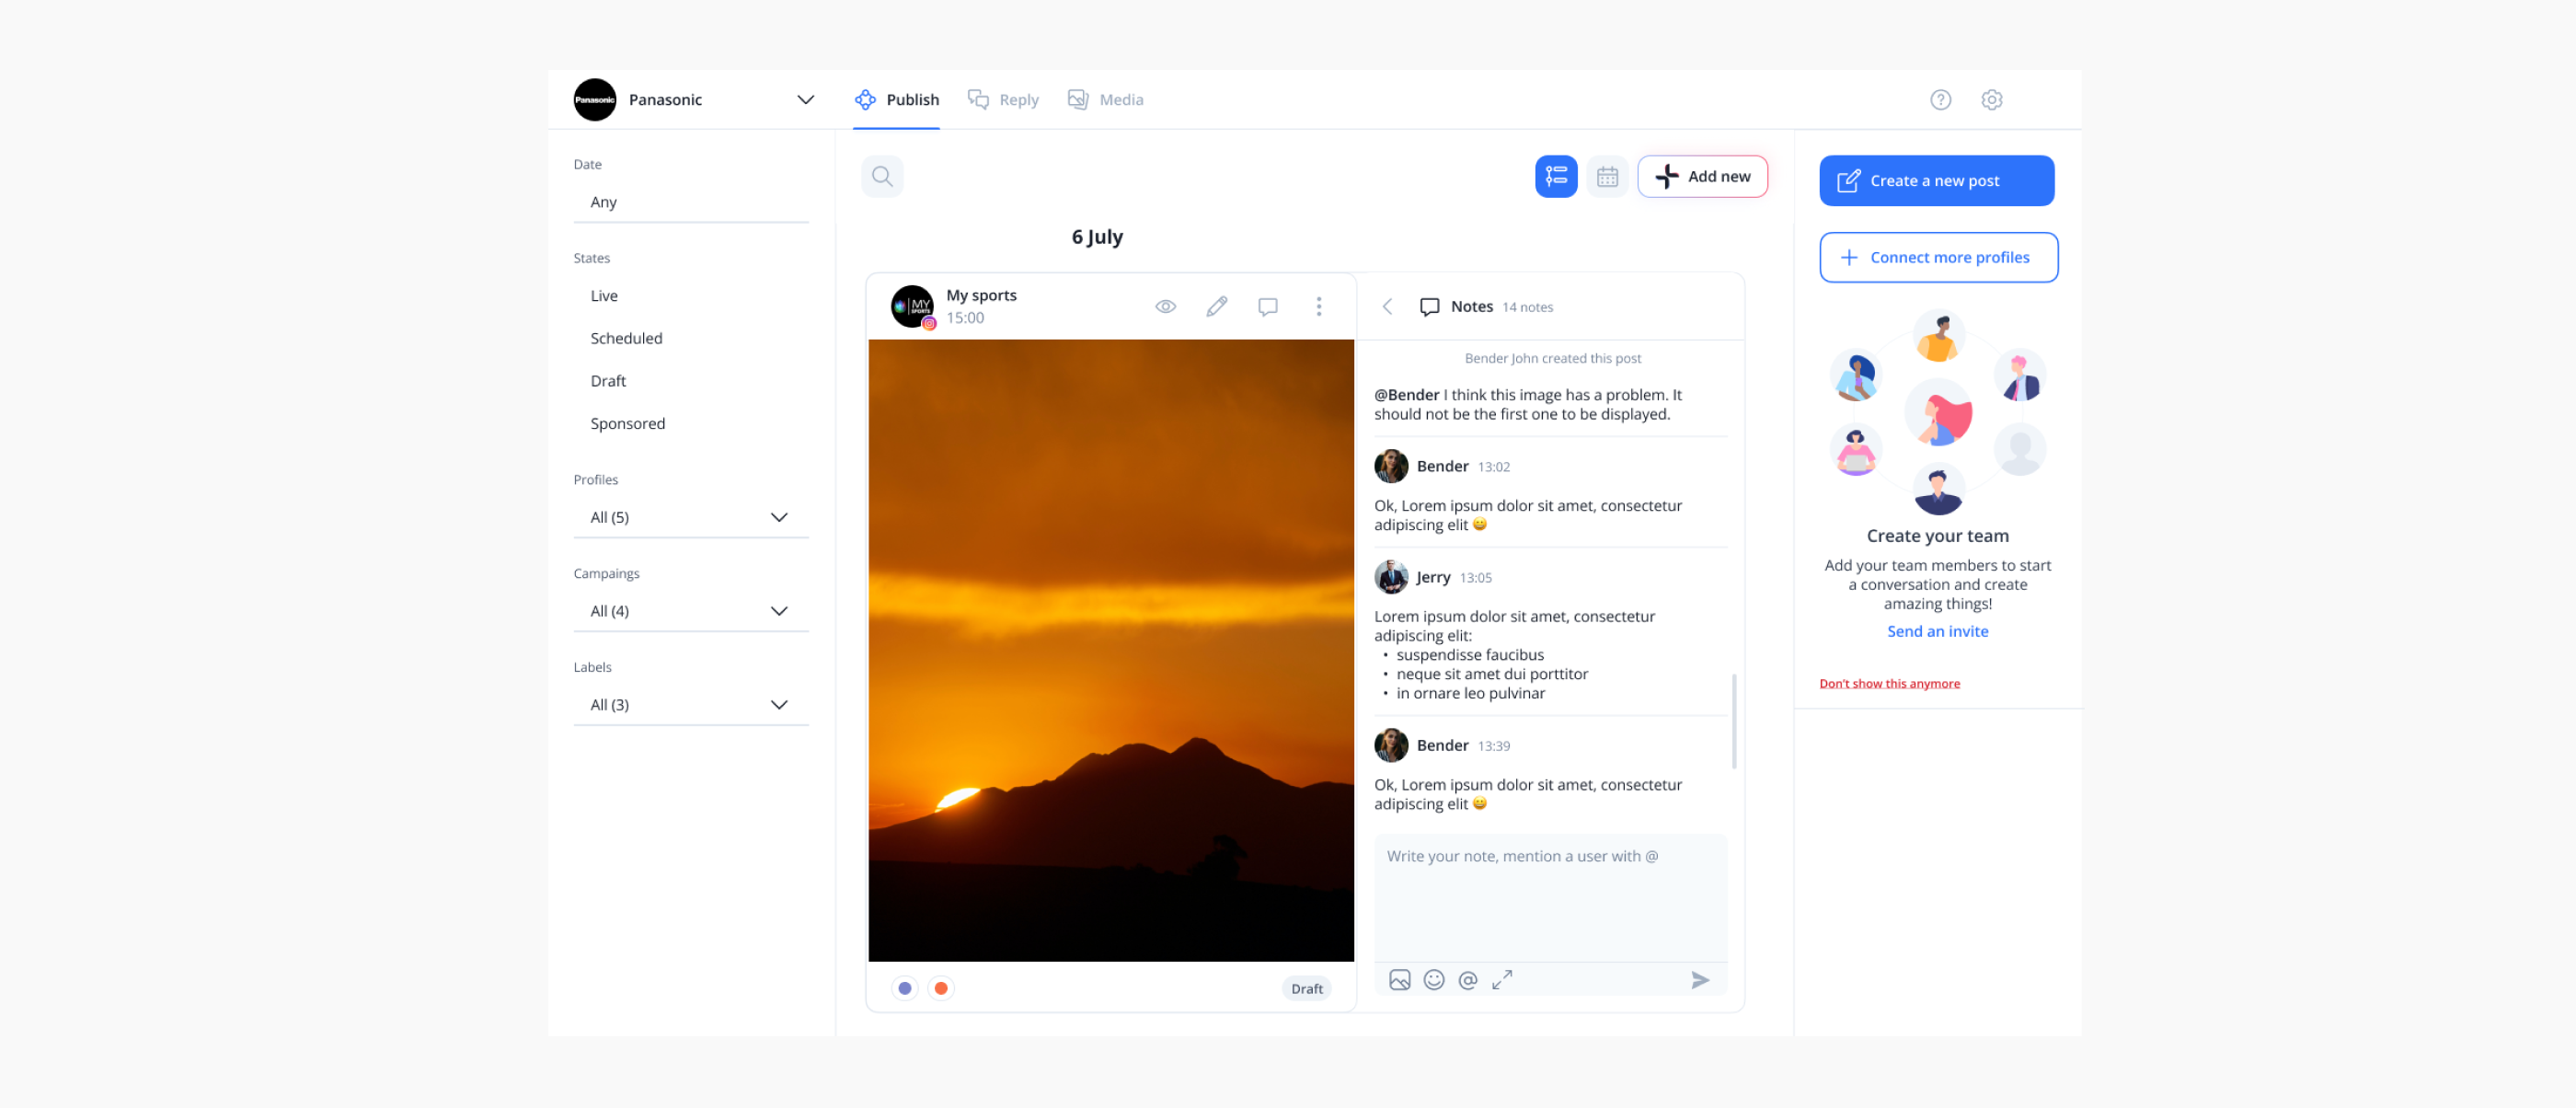 Panasonic
Panasonic
Publish
Reply
Media
Date
Any
States
Live
Scheduled
Draft
Sponsored
Profiles
All (5)
Campaings
All (4)
Labels
All (3)
Add new
6 July
MY
SPORTS
My sports
15:00
Draft
Notes 14 notes
Bender John created this post
@Bender I think this image has a problem. It
should not be the first one to be displayed.
Bender 13:02
Ok, Lorem ipsum dolor sit amet, consectetur
adipiscing elit 😀
Jerry 13:05
Lorem ipsum dolor sit amet, consectetur
adipiscing elit:
• suspendisse faucibus
• neque sit amet dui porttitor
• in ornare leo pulvinar
Bender 13:39
Ok, Lorem ipsum dolor sit amet, consectetur
adipiscing elit 😀
Write your note, mention a user with @
Create a new post
Connect more profiles
Create your team
Add your team members to start
a conversation and create
amazing things!
Send an invite
Don't show this anymore